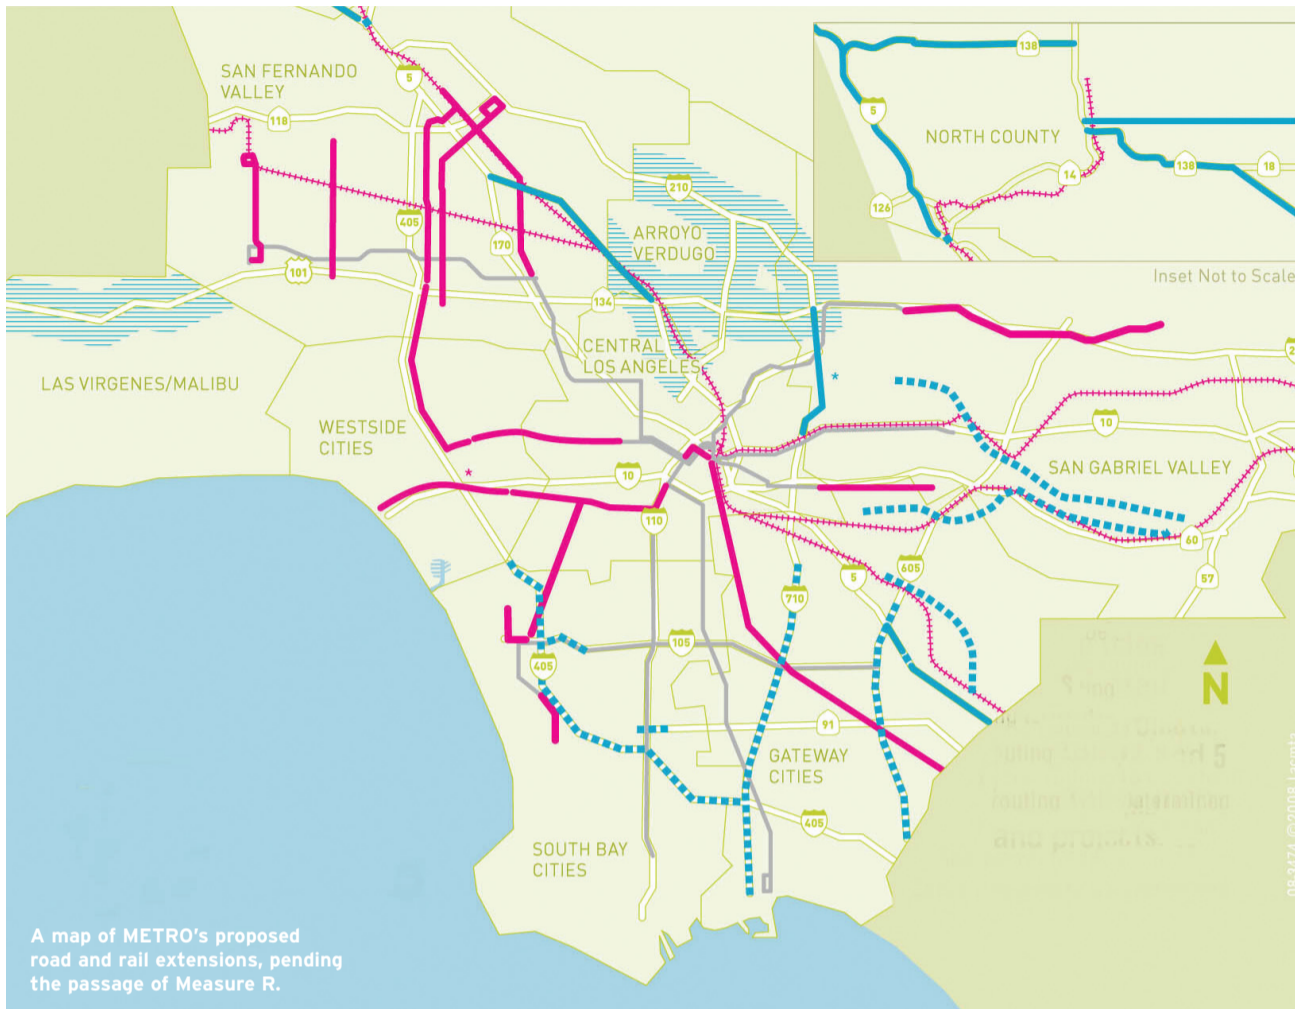 SAN FERNANDO
VALLEY
5
118
405
170
101
210
ARROYO
VERDUGO
134
138
5
NORTH COUNTY
14
138
18
126
Inset Not to Scale
CENTRAL
LOS ANGELES
LAS VIRGENES/MALIBU
WESTSIDE
CITIES
*
*
10
10
SAN GABRIEL VALLEY
110
60
57
5
605
710
105
405
91
GATEWAY
CITIES
405
SOUTH BAY
CITIES
N
A map of METRO's proposed
road and rail extensions, pending
the passage of Measure R.